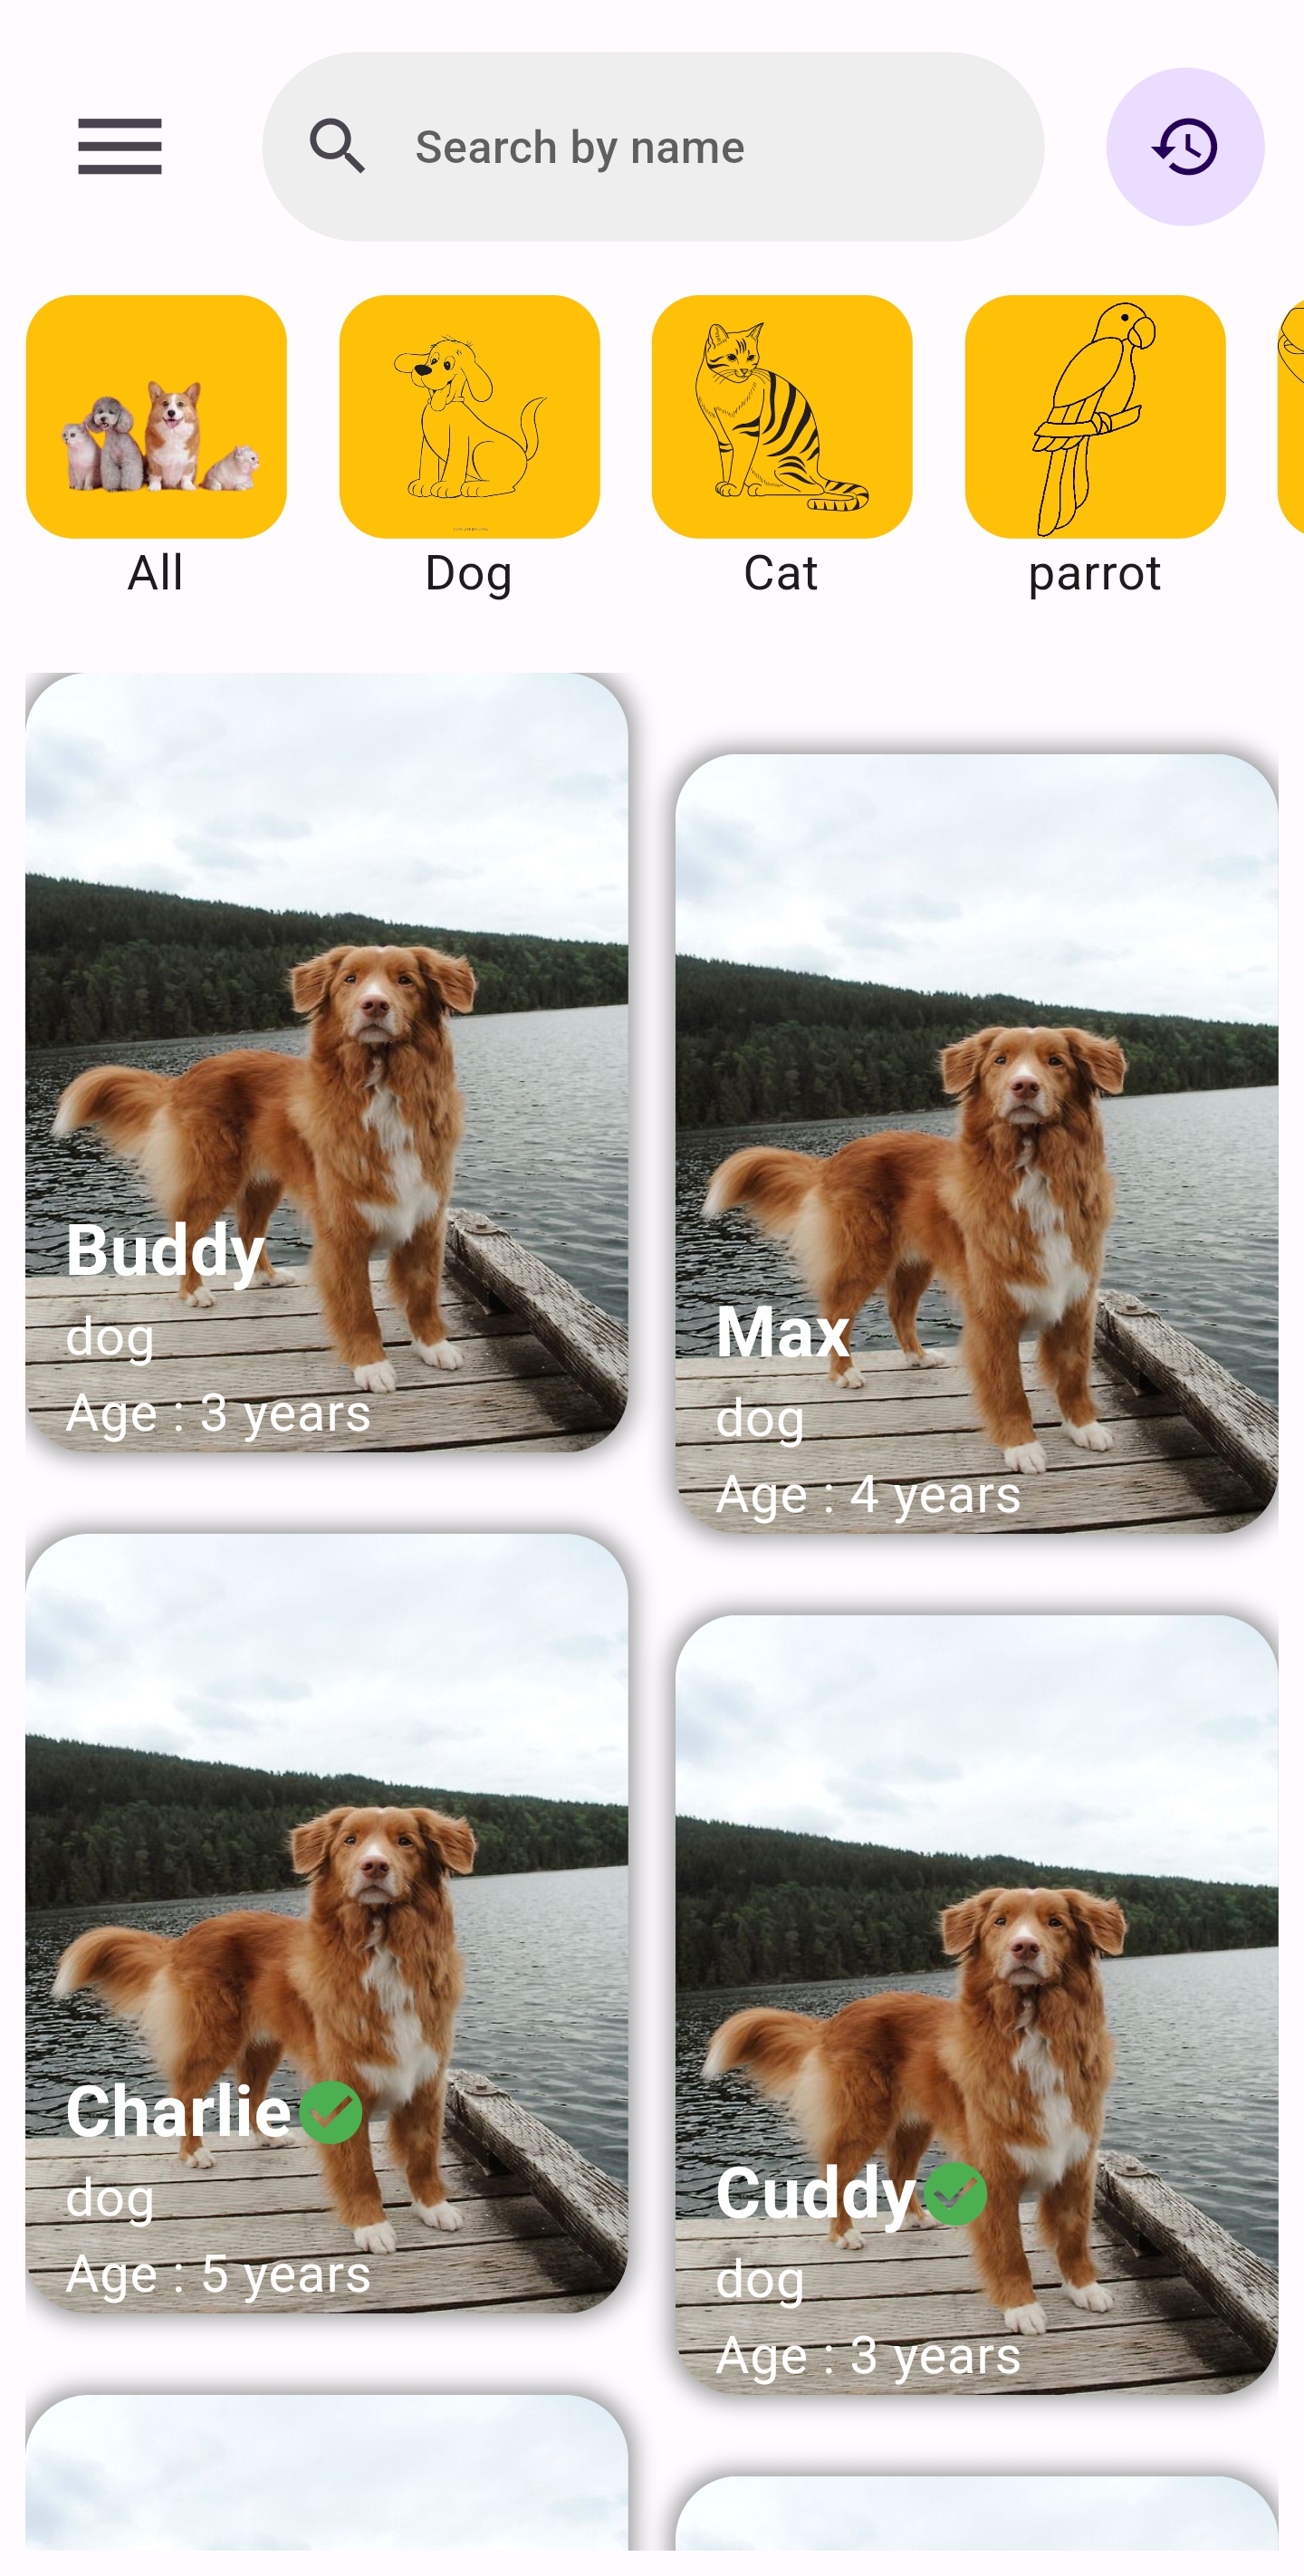 Search by name
All
Dog
Cat
parrot
Buddy
dog
Age : 3 years
Max
dog
Age : 4 years
Charlie
dog
Age : 5 years
Cuddy
dog
Age : 3 years